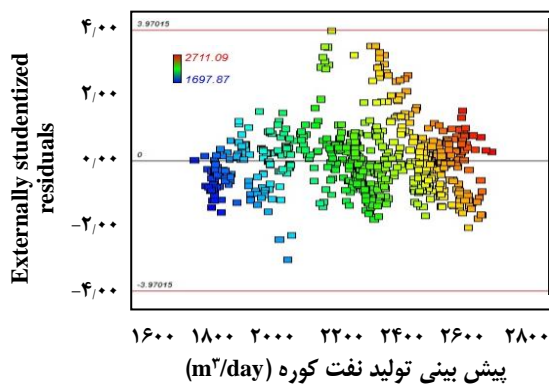 Externally studentized
residuals
۴٫۰۰
۲٫۰۰
۰٫۰۰
-۲٫۰۰
-۴٫۰۰
3.97015
2711.09
1697.87
0
-3.97015
۱۶۰۰ ۱۸۰۰ ۲۰۰۰ ۲۲۰۰ ۲۴۰۰ ۲۶۰۰ ۲۸۰۰
پیش بینی تولید نفت کوره (m۳/day)